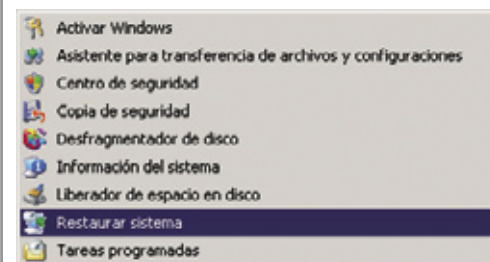 Activar Windows
Asistente para transferencia de archivos y configuraciones
Centro de seguridad
Copia de seguridad
Desfragmentador de disco
Información del sistema
Liberador de espacio en disco
Restaurar sistema
Tareas programadas